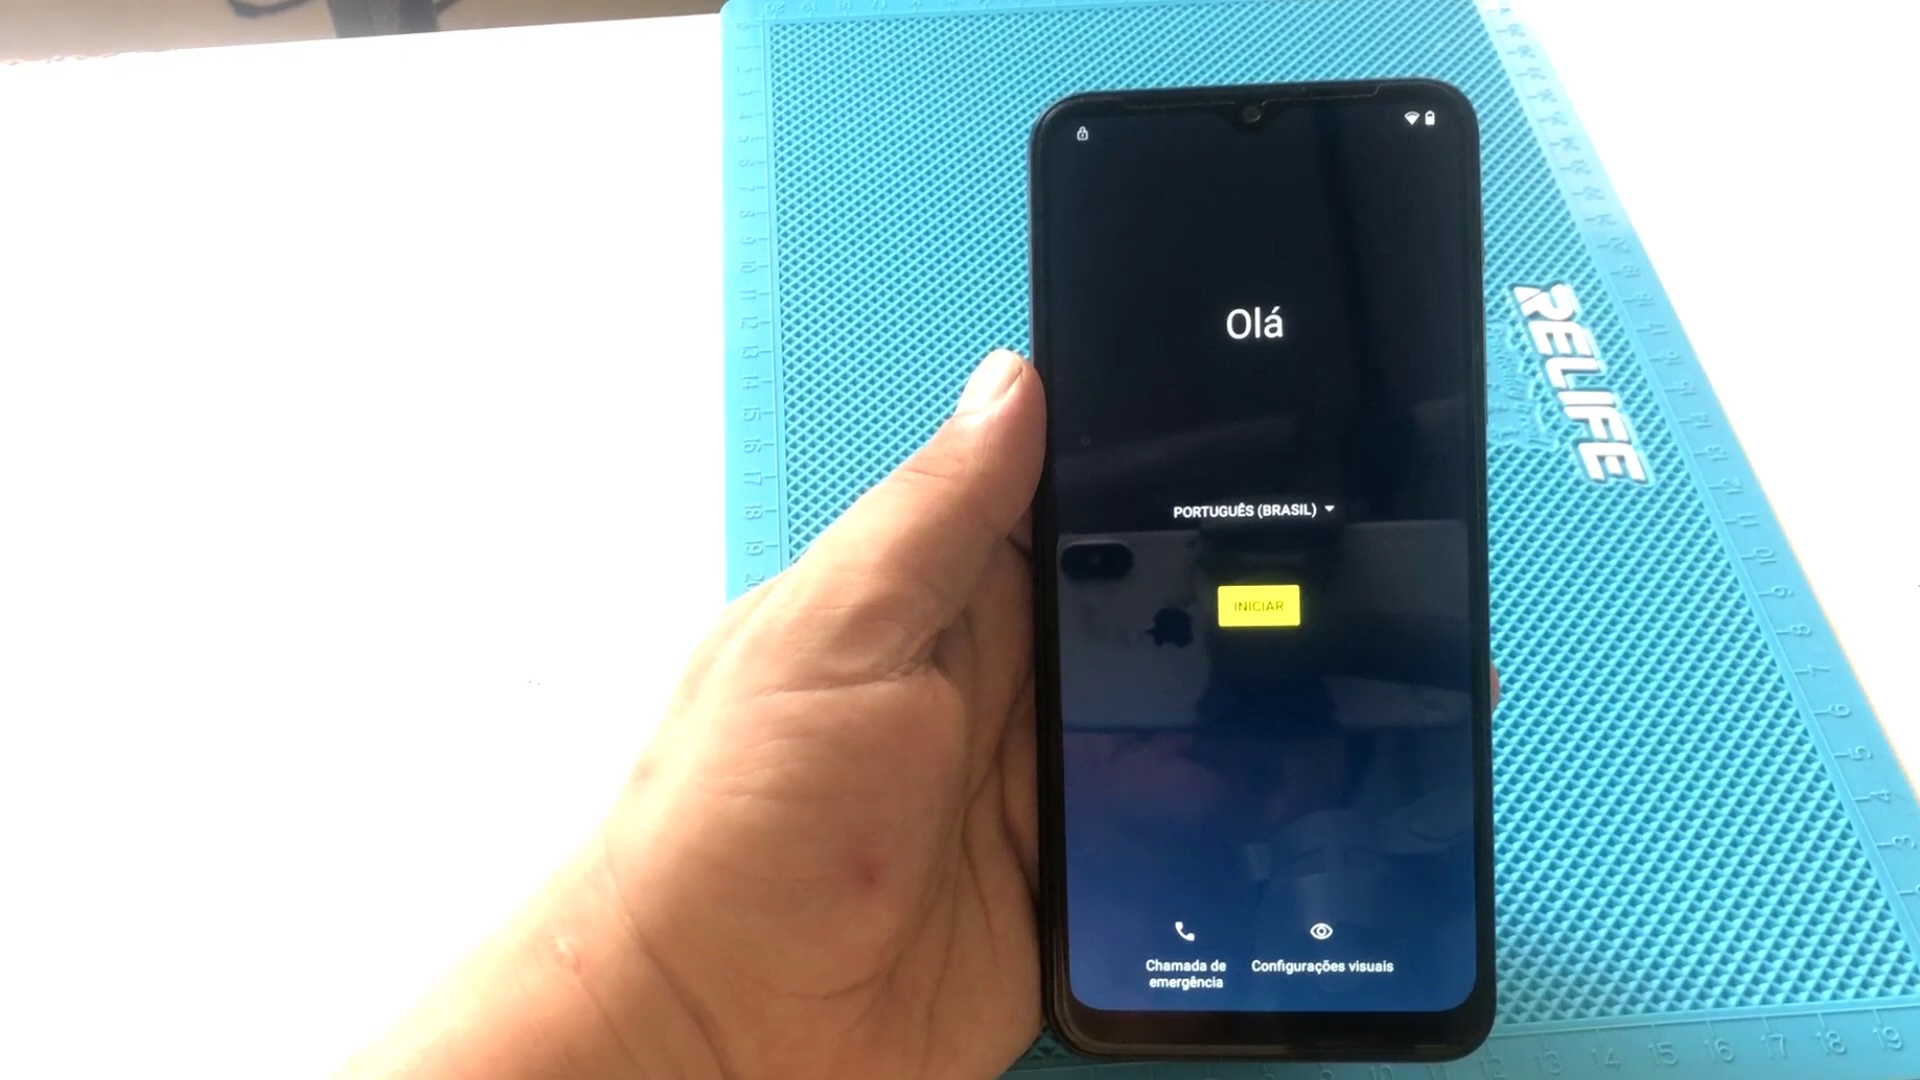 Olá
PORTUGUÊS (BRASIL)
INICIAR
Chamada de
emergência
Configurações visuais
RELIFE